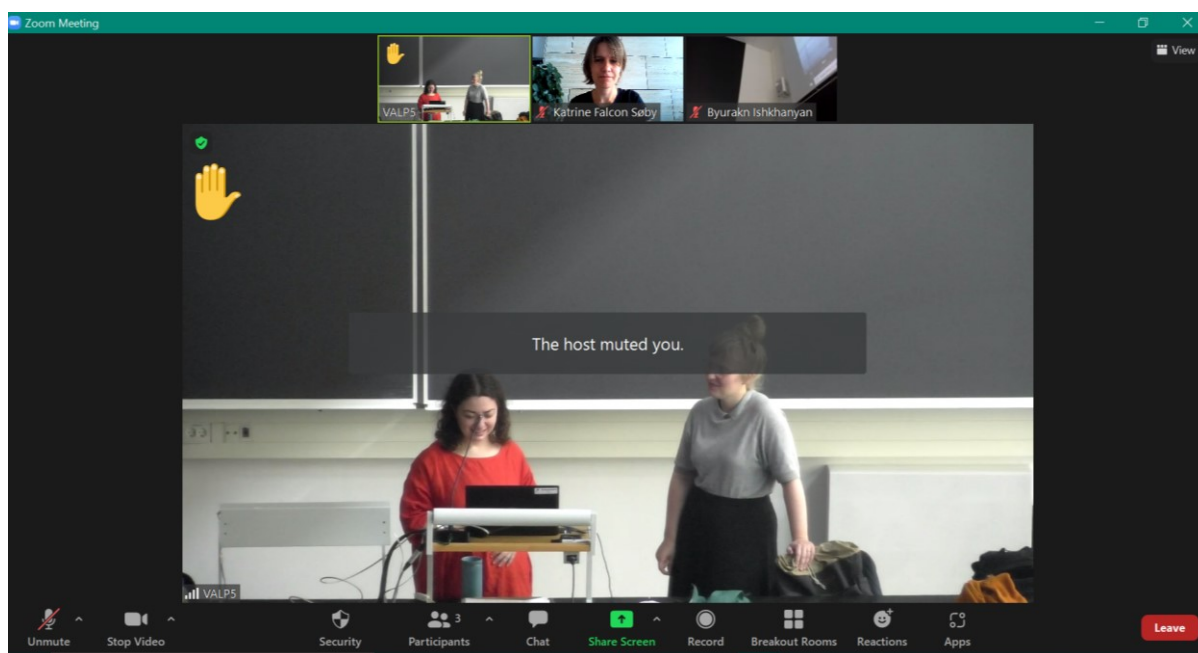 Zoom Meeting
View
VALP5
Katrine Falcon Søby
Byurakn Ishkhanyan
The host muted you.
VALP5
Unmute
Stop Video
Security
Participants
3
Chat
Share Screen
Record
Breakout Rooms
Reactions
Apps
Leave